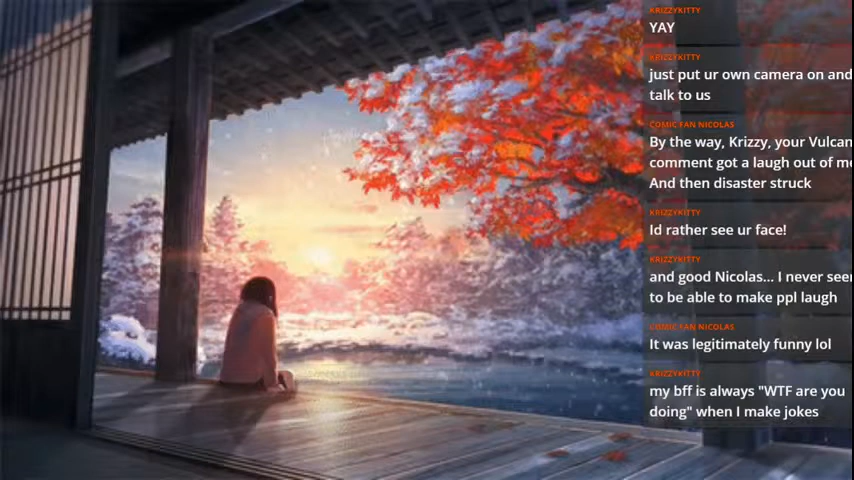 KRIZZYKITTY
YAY
KRIZZYKITTY
just put ur own camera on and
talk to us
COMIC FAN NICOLAS
By the way, Krizzy, your Vulcan
comment got a laugh out of me
And then disaster struck
KRIZZYKITTY
Id rather see ur face!
KRIZZYKITTY
and good Nicolas... I never see
to be able to make ppl laugh
COMIC FAN NICOLAS
It was legitimately funny lol
KRIZZYKITTY
my bff is always "WTF are you
doing" when I make jokes